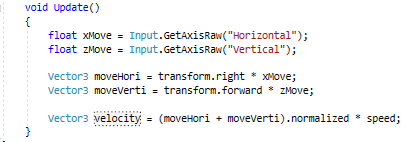 void Update()
{
float xMove = Input.GetAxisRaw("Horizontal");
float zMove = Input.GetAxisRaw("Vertical");
Vector3 moveHori = transform.right * xMove;
Vector3 moveVerti = transform.forward * zMove;
Vector3 velocity = (moveHori + moveVerti).normalized * speed;
}